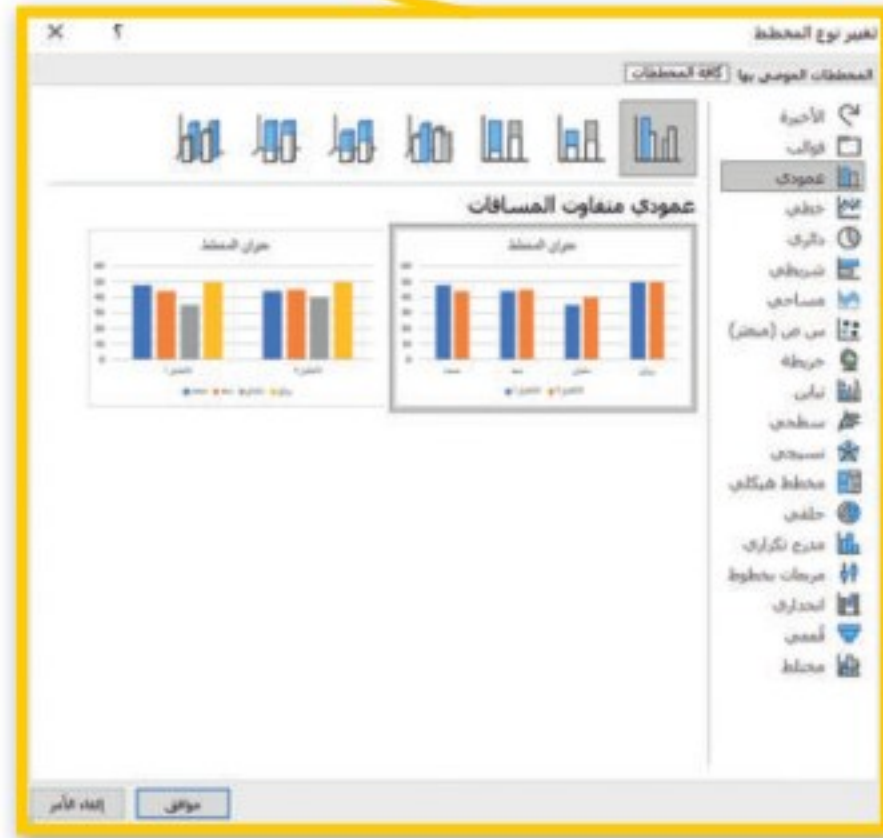 تغيير نوع المخطط
؟ ×
المخططات الموصى بها كافة المخططات
الأخيرة
قوالب
عمودي
خطي
دائري
شريطي
مساحي
س ص (مبعثر)
خريطة
تباين
سطحي
نسيجي
مخطط هيكلي
حلقي
مدرج تكراري
مربعات بخطوط
انحداري
قمعي
مختلط
عمودي متفاوت المسافات
عنوان المخطط
عنوان المخطط
موافق
إلغاء الأمر